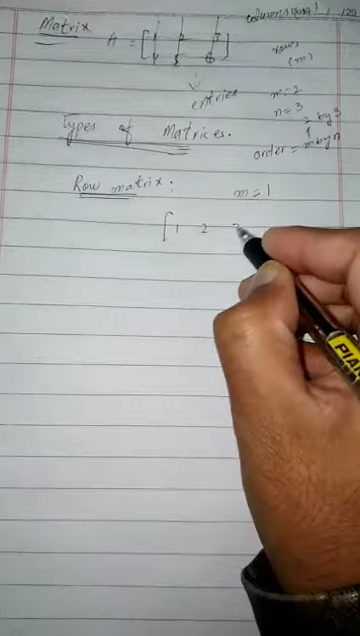 Matrix A = [ 1 2 3
4 5 6 ]
columns
rows
(m)
entries
m = 2
n = 3
2 by 3
Types of Matrices.
order = m by n
Row matrix : m = 1
[ 1 2
PIAN